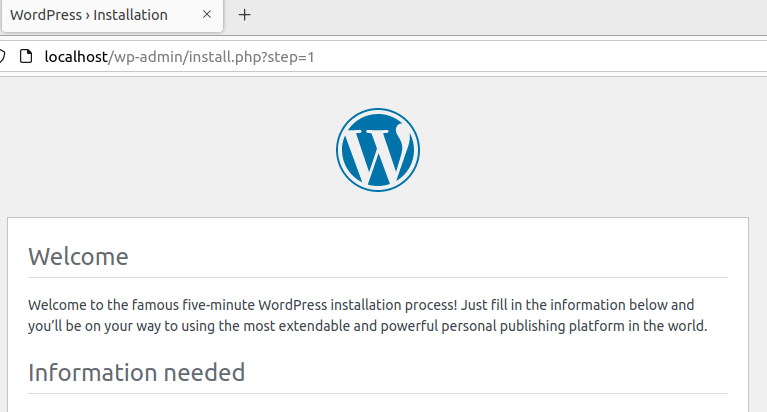 WordPress › Installation
localhost/wp-admin/install.php?step=1
Welcome
Welcome to the famous five-minute WordPress installation process! Just fill in the information below and
you’ll be on your way to using the most extendable and powerful personal publishing platform in the world.
Information needed